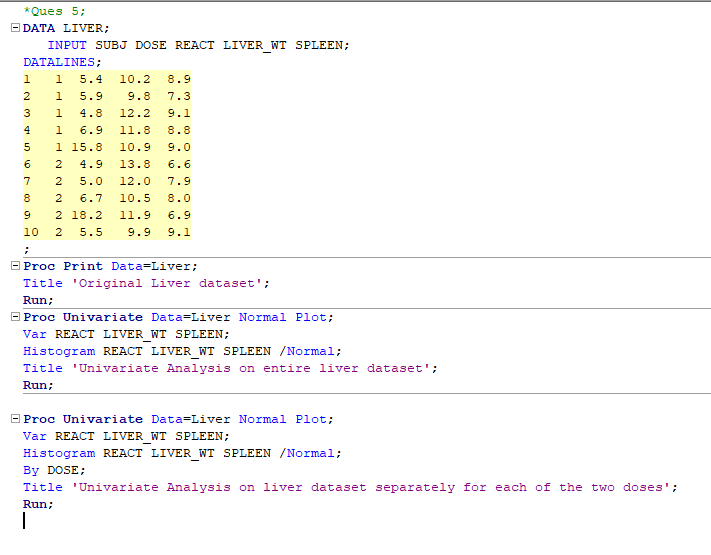 *Ques 5;
DATA LIVER;
INPUT SUBJ DOSE REACT LIVER_WT SPLEEN;
DATALINES;
1 1 5.4 10.2 8.9
2 1 5.9 9.8 7.3
3 1 4.8 12.2 9.1
4 1 6.9 11.8 8.8
5 1 15.8 10.9 9.0
6 2 4.9 13.8 6.6
7 2 5.0 12.0 7.9
8 2 6.7 10.5 8.0
9 2 18.2 11.9 6.9
10 2 5.5 9.9 9.1
;
Proc Print Data=Liver;
Title 'Original Liver dataset';
Run;
Proc Univariate Data=Liver Normal Plot;
Var REACT LIVER_WT SPLEEN;
Histogram REACT LIVER_WT SPLEEN /Normal;
Title 'Univariate Analysis on entire liver dataset';
Run;
Proc Univariate Data=Liver Normal Plot;
Var REACT LIVER_WT SPLEEN;
Histogram REACT LIVER_WT SPLEEN /Normal;
By DOSE;
Title 'Univariate Analysis on liver dataset separately for each of the two doses';
Run;